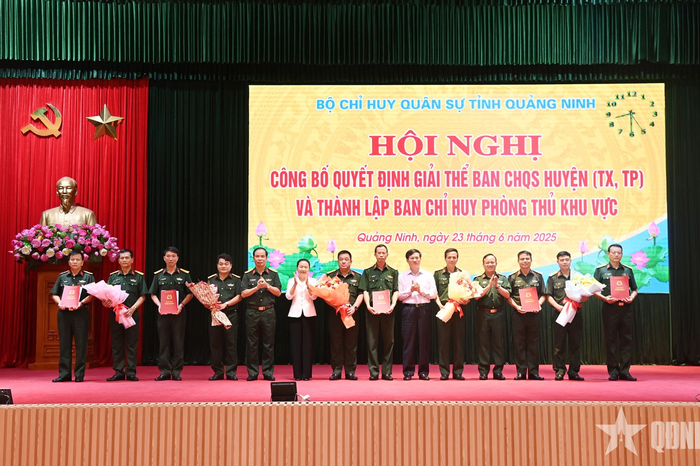 BỘ CHỈ HUY QUÂN SỰ TỈNH QUẢNG NINH
HỘI NGHỊ
CÔNG BỐ QUYẾT ĐỊNH GIẢI THỂ BAN CHQS HUYỆN (TX, TP)
VÀ THÀNH LẬP BAN CHỈ HUY PHÒNG THỦ KHU VỰC
Quảng Ninh, ngày 23 tháng 6 năm 2025